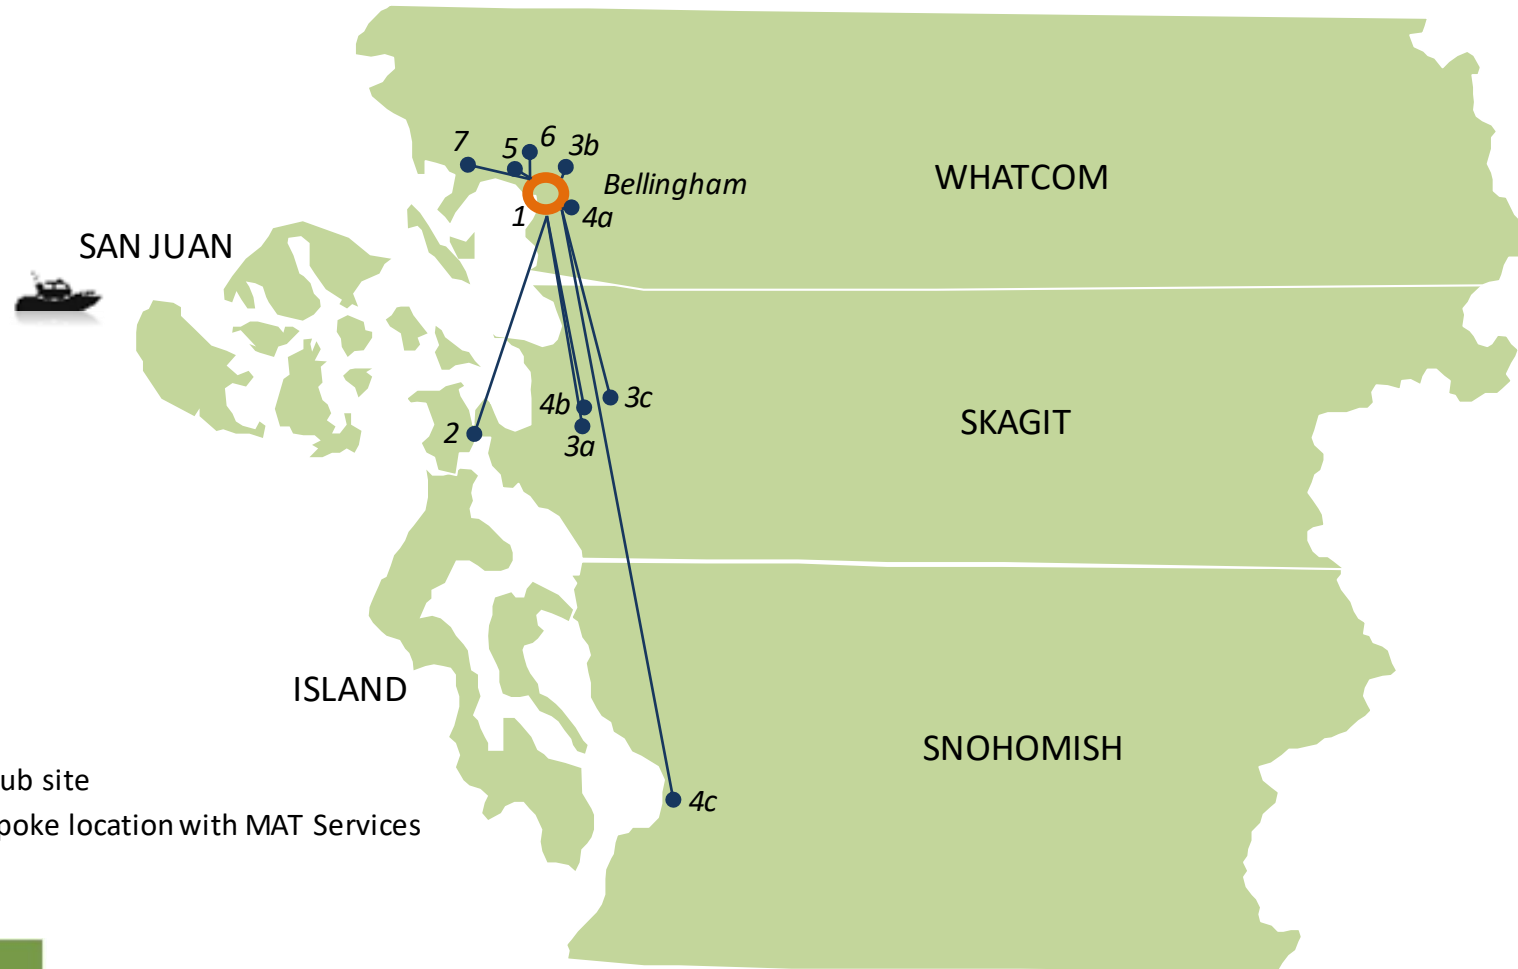 6
7
5
3b
WHATCOM
Bellingham
1
4a
SAN JUAN
4b
3c
2
3a
SKAGIT
ISLAND
SNOHOMISH
ub site
4c
poke location with MAT Services